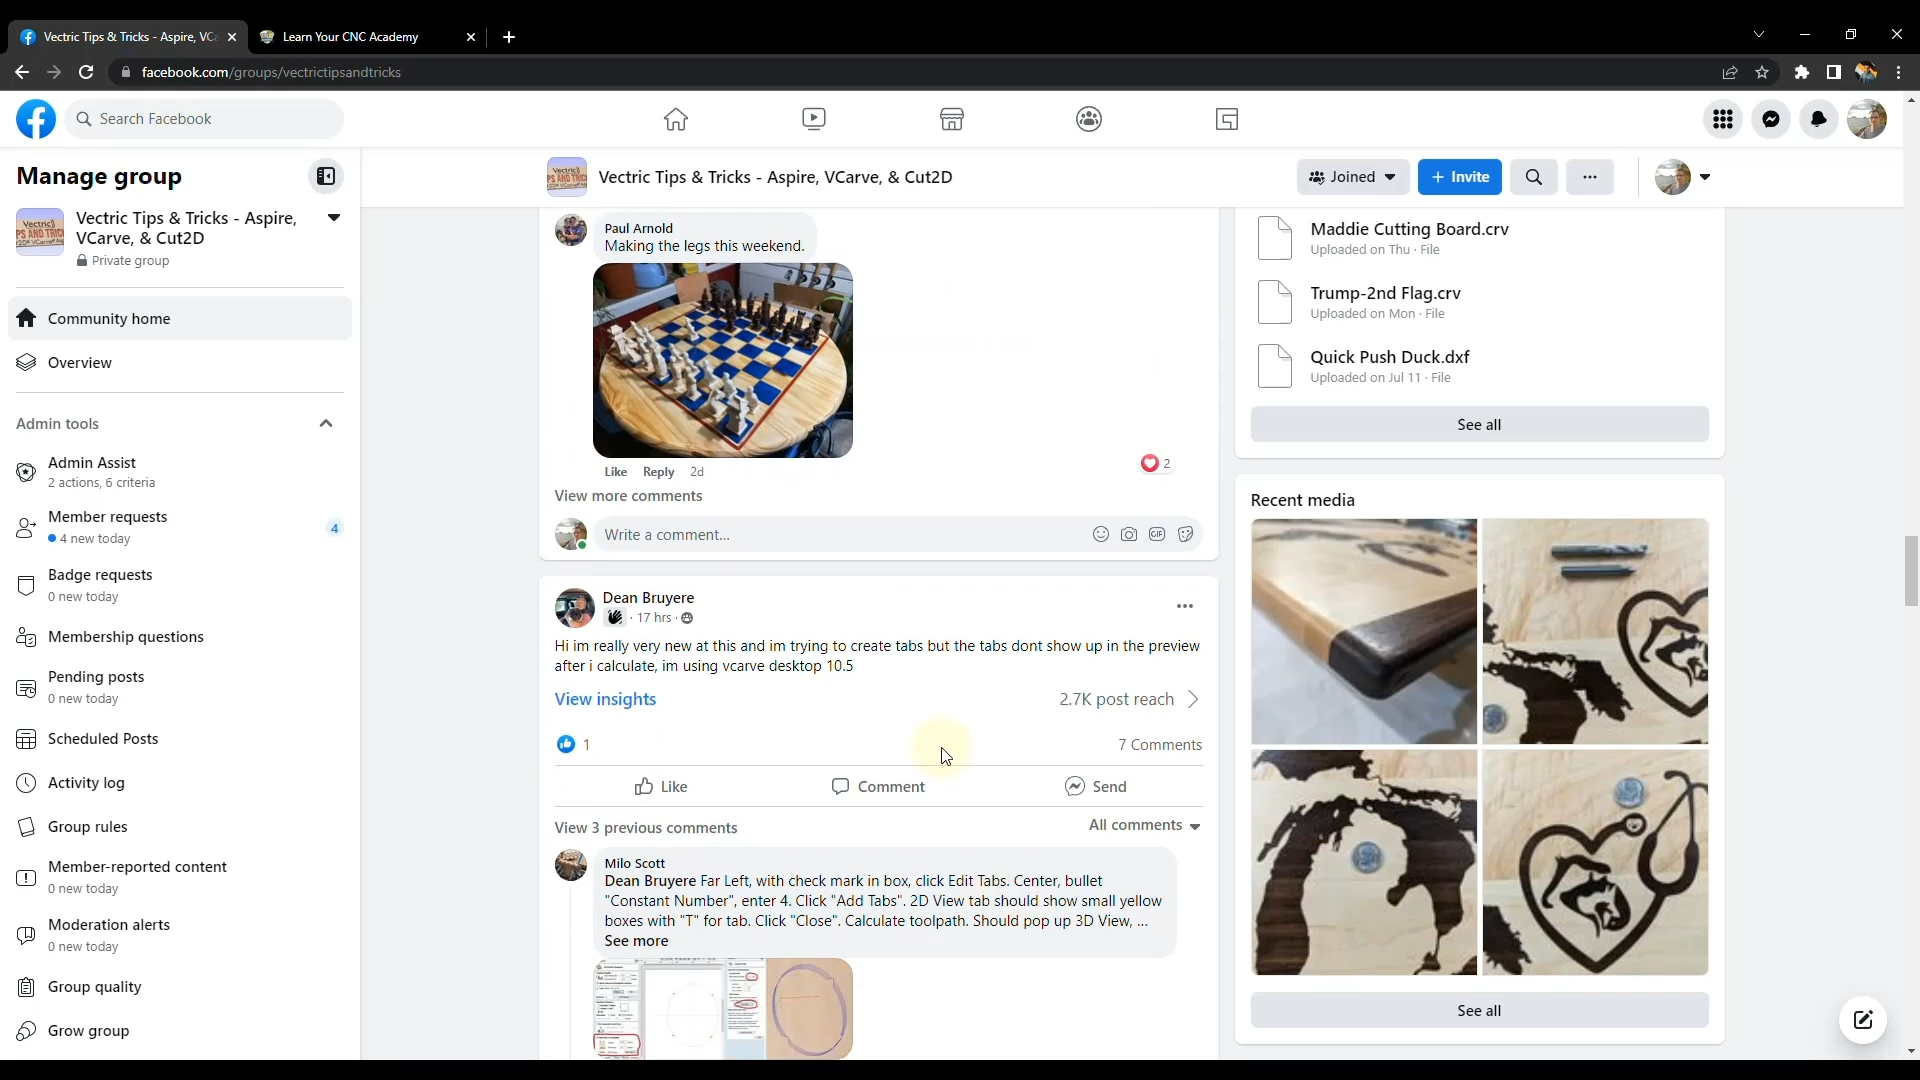 Vectric Tips & Tricks - Aspire, VCa
Learn Your CNC Academy
facebook.com/groups/vectrictipsandtricks
Search Facebook
Manage group
Vectric Tips & Tricks - Aspire,
VCarve, & Cut2D
Private group
Community home
Overview
Admin tools
Admin Assist
2 actions, 6 criteria
Member requests
4 new today
4
Badge requests
0 new today
Membership questions
Pending posts
0 new today
Scheduled Posts
Activity log
Group rules
Member-reported content
0 new today
Moderation alerts
0 new today
Group quality
Grow group
Vectric Tips & Tricks - Aspire, VCarve, & Cut2D
Joined
+ Invite
Paul Arnold
Making the legs this weekend.
Like Reply 2d
2
View more comments
Write a comment...
GIF
Dean Bruyere
· 17 hrs ·
Hi im really very new at this and im trying to create tabs but the tabs dont show up in the preview
after i calculate, im using vcarve desktop 10.5
View insights
2.7K post reach
1
7 Comments
Like
Comment
Send
View 3 previous comments
All comments
Milo Scott
Dean Bruyere Far Left, with check mark in box, click Edit Tabs. Center, bullet
"Constant Number", enter 4. Click "Add Tabs". 2D View tab should show small yellow
boxes with "T" for tab. Click "Close". Calculate toolpath. Should pop up 3D View, ...
See more
Maddie Cutting Board.crv
Uploaded on Thu · File
Trump-2nd Flag.crv
Uploaded on Mon · File
Quick Push Duck.dxf
Uploaded on Jul 11 · File
See all
Recent media
See all